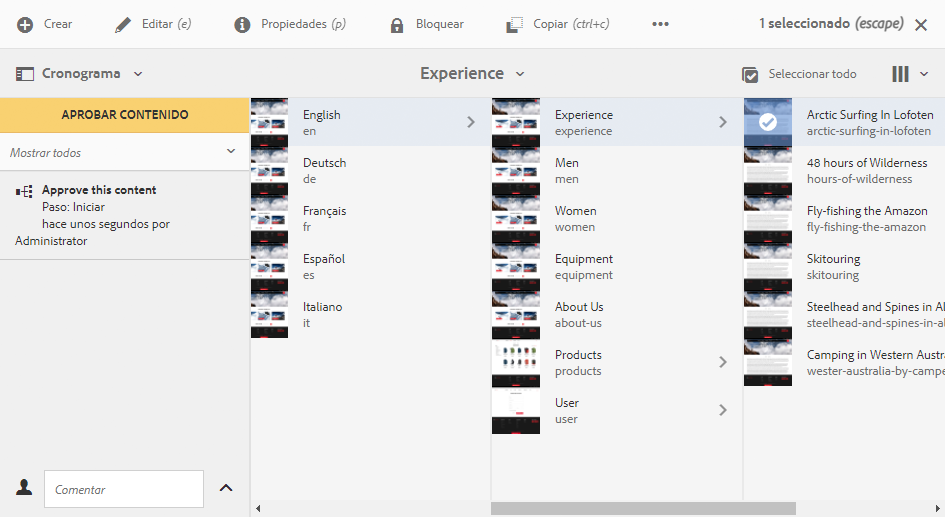 Crear
Editar (e)
Propiedades (p)
Bloquear
Copiar (ctrl+c)
1 seleccionado (escape)
Cronograma
Experience
Seleccionar todo
APROBAR CONTENIDO
Mostrar todos
Approve this content
Paso: Iniciar
hace unos segundos por
Administrator
Comentar
English
en
Deutsch
de
Français
fr
Español
es
Italiano
it
Experience
experience
Men
men
Women
women
Equipment
equipment
About Us
about-us
Products
products
User
user
Arctic Surfing In Lofoten
arctic-surfing-in-lofoten
48 hours of Wilderness
hours-of-wilderness
Fly-fishing the Amazon
fly-fishing-the-amazon
Skitouring
skitouring
Steelhead and Spines in Al
steelhead-and-spines-in-al
Camping in Western Austra
wester-australia-by-campe